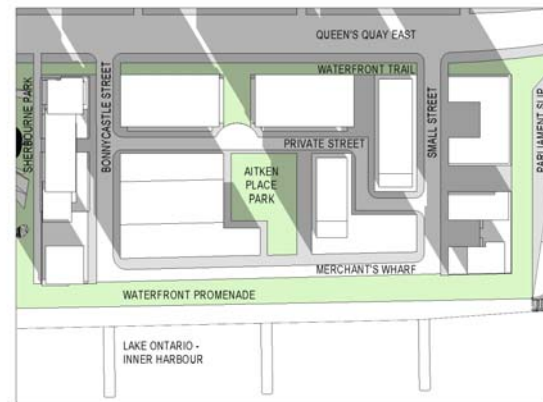 QUEEN'S QUAY EAST
WATERFRONT TRAIL
SHERBOURNE PARK
BONNYCASTLE STREET
SMALL STREET
PARLIAMENT SLIP
PRIVATE STREET
AITKEN
PLACE
PARK
MERCHANT'S WHARF
WATERFRONT PROMENADE
LAKE ONTARIO -
INNER HARBOUR